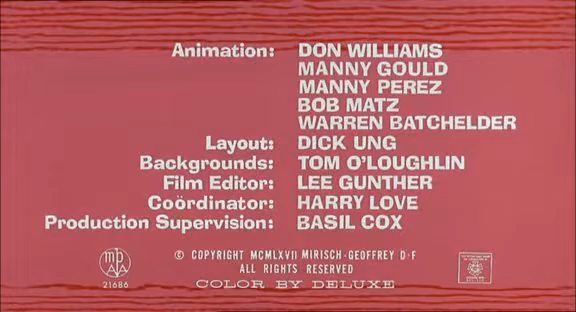 Animation: DON WILLIAMS
MANNY GOULD
MANNY PEREZ
BOB MATZ
WARREN BATCHELDER
Layout: DICK UNG
Backgrounds: TOM O'LOUGHLIN
Film Editor: LEE GUNTHER
Coördinator: HARRY LOVE
Production Supervision: BASIL COX
© COPYRIGHT MCMLXVII MIRISCH-GEOFFREY D-F
ALL RIGHTS RESERVED
MPAA
21686
COLOR BY DELUXE